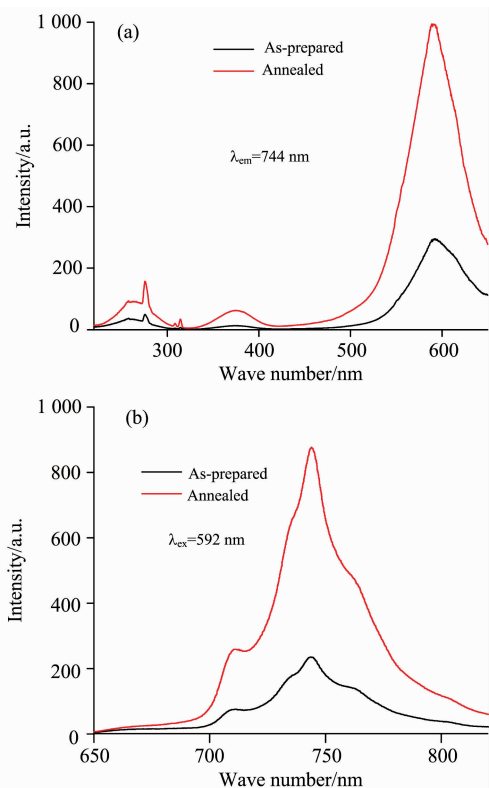 (a)
1 000
As-prepared
Annealed
800
λem=744 nm
600
400
200
0
Intensity/a.u.
300 400 500 600
Wave number/nm
(b)
1 000
As-prepared
Annealed
800
λex=592 nm
600
400
200
0
Intensity/a.u.
650 700 750 800
Wave number/nm